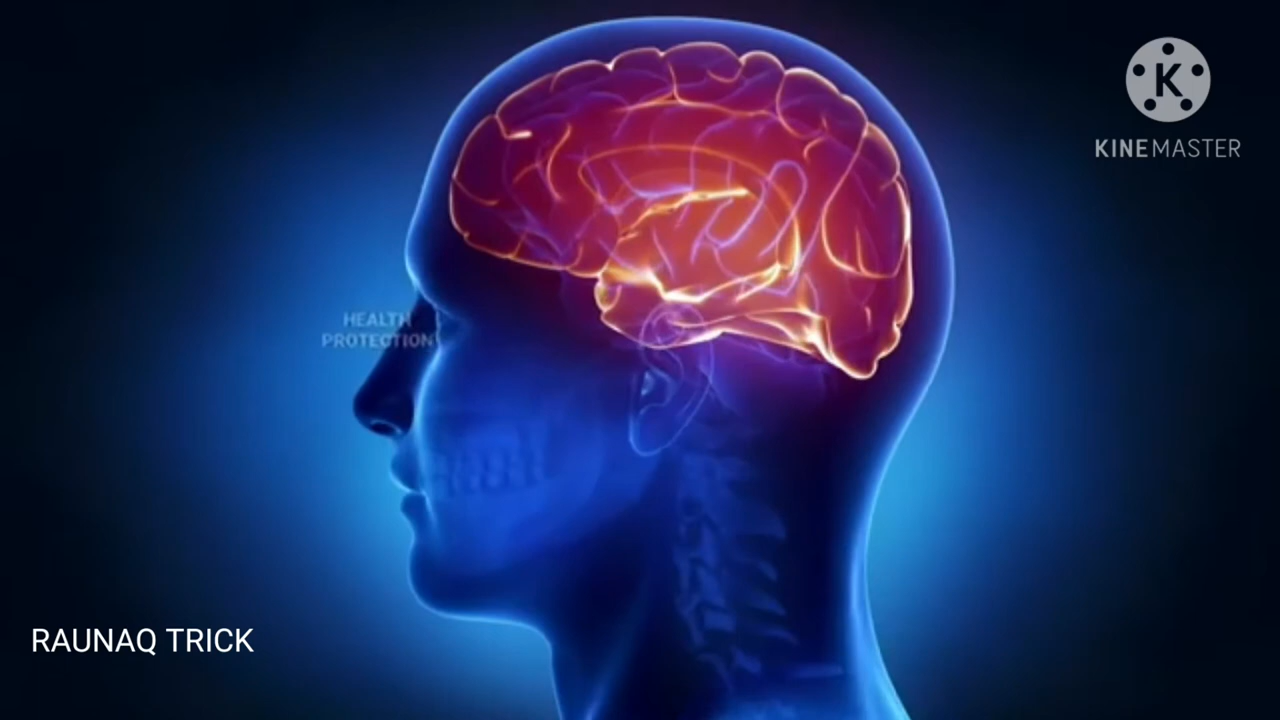 K
KINEMASTER
HEALTH
PROTECTION
RAUNAQ TRICK